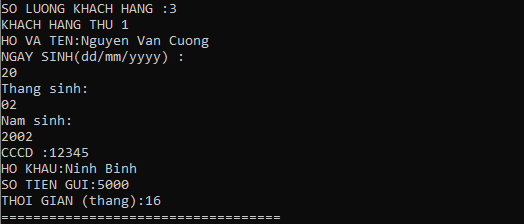 SO LUONG KHACH HANG :3
KHACH HANG THU 1
HO VA TEN:Nguyen Van Cuong
NGAY SINH(dd/mm/yyyy) :
20
Thang sinh:
02
Nam sinh:
2002
CCCD :12345
HO KHAU:Ninh Binh
SO TIEN GUI:5000
THOI GIAN (thang):16
===================================